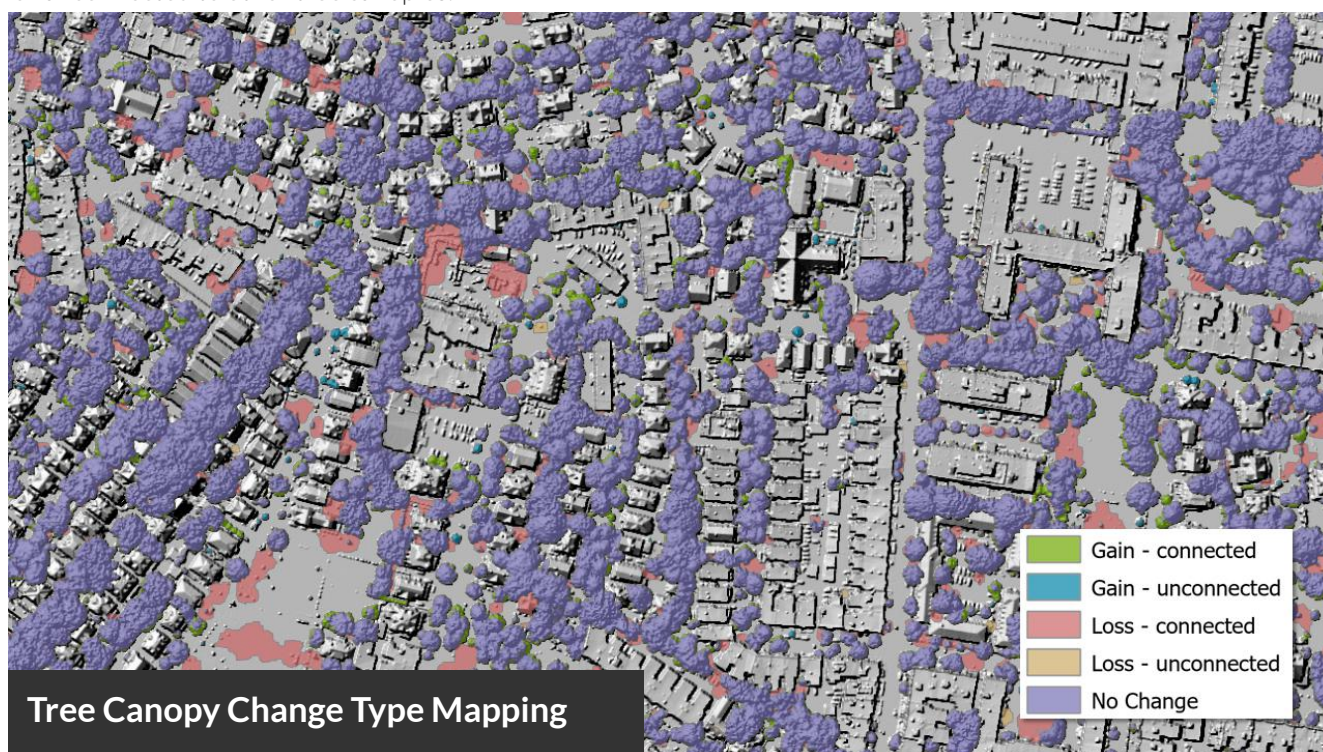 Tree Canopy Change Type Mapping
Gain - connected
Gain - unconnected
Loss - connected
Loss - unconnected
No Change